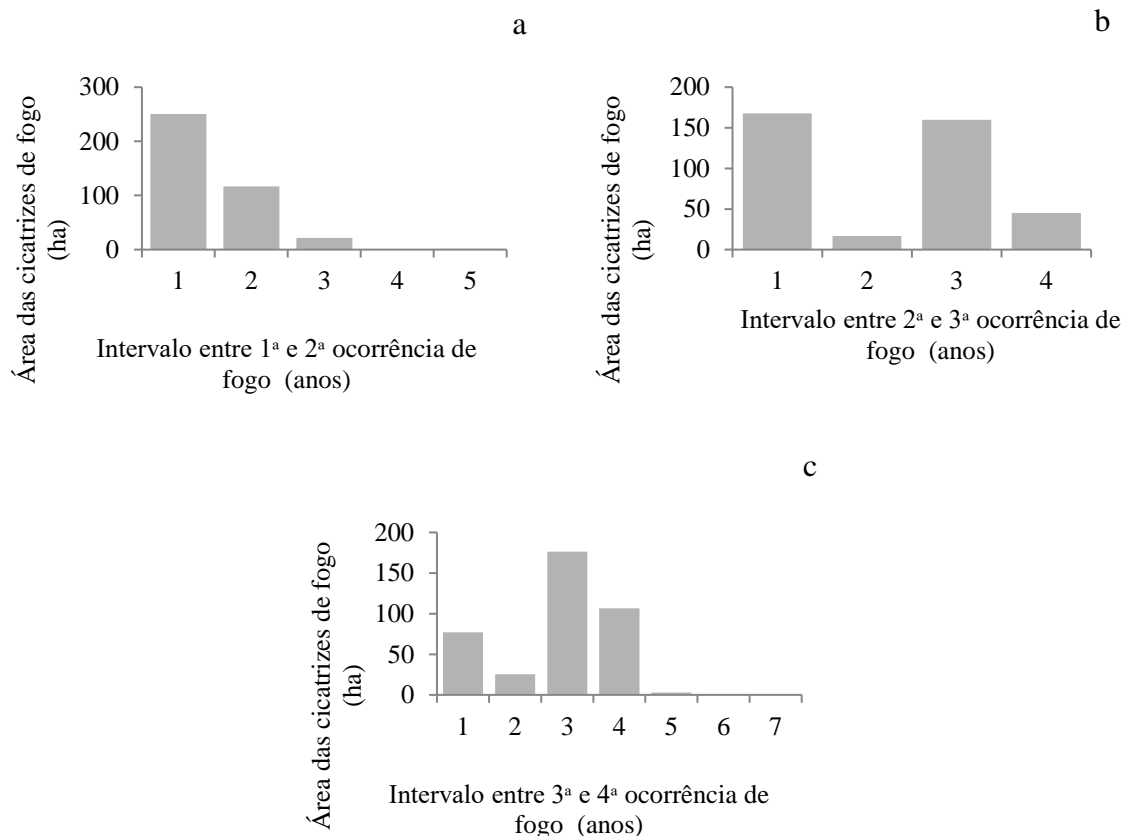 a
Área das cicatrizes de fogo
(ha)
300
200
100
0
1 2 3 4 5
Intervalo entre 1ª e 2ª ocorrência de
fogo (anos)
b
Área das cicatrizes de fogo
(ha)
200
150
100
50
0
1 2 3 4
Intervalo entre 2ª e 3ª ocorrência de
fogo (anos)
c
Área das cicatrizes de fogo
(ha)
200
150
100
50
0
1 2 3 4 5 6 7
Intervalo entre 3ª e 4ª ocorrência de
fogo (anos)